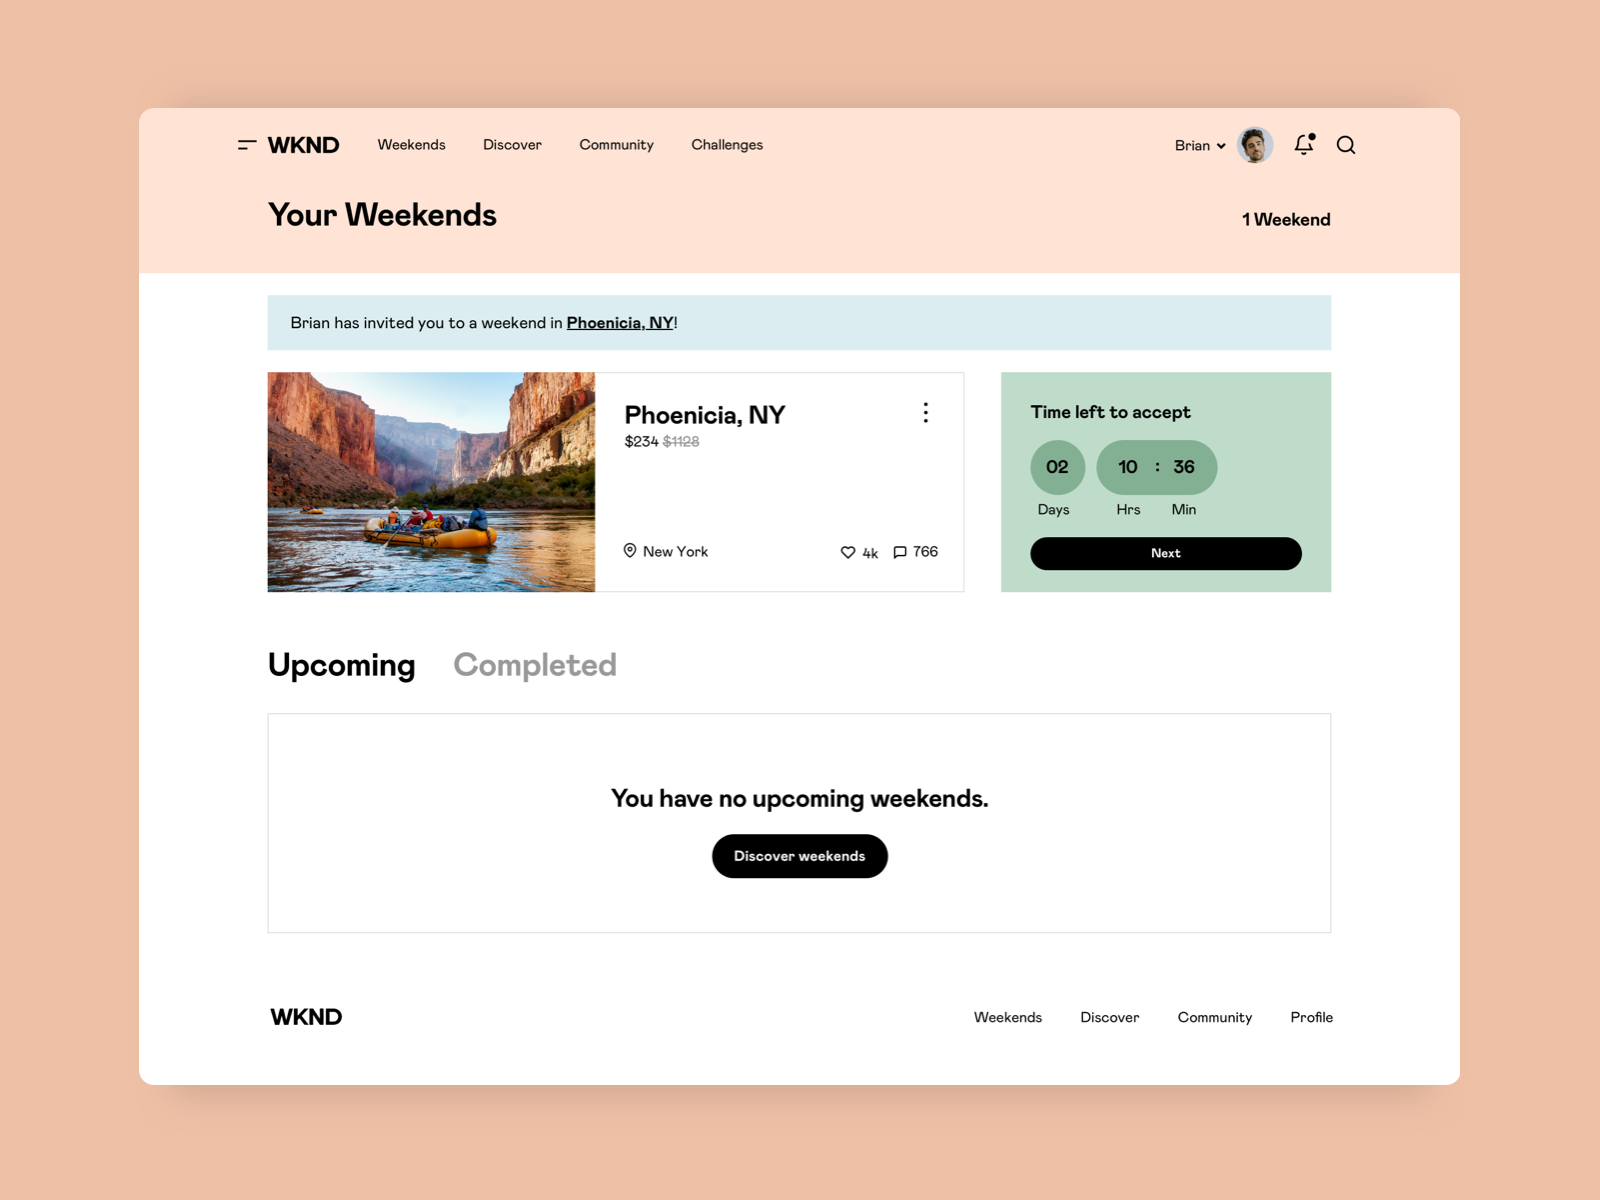 WKND Weekends Discover Community Challenges Brian
Your Weekends
1 Weekend
Brian has invited you to a weekend in Phoenicia, NY!
Phoenicia, NY
$234 $1128
New York 4k 766
Time left to accept
02 10 : 36
Days Hrs Min
Next
Upcoming Completed
You have no upcoming weekends.
Discover weekends
WKND Weekends Discover Community Profile